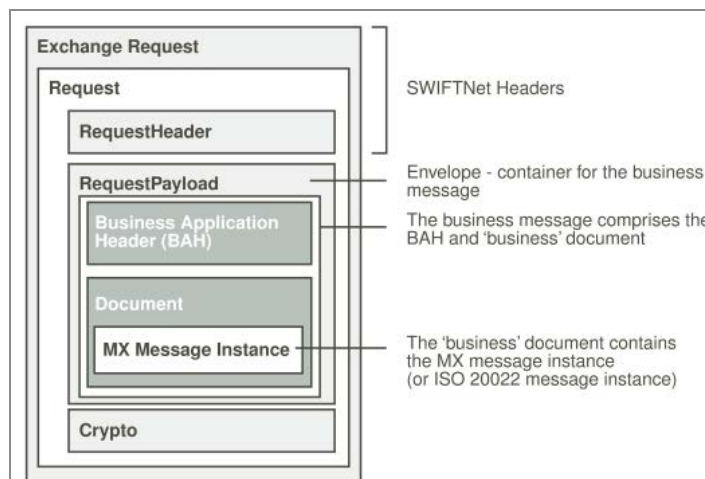 Exchange Request
Request
SWIFTNet Headers
RequestHeader
RequestPayload
Envelope - container for the business
message
Business Application
Header (BAH)
The business message comprises the
BAH and ‘business’ document
Document
MX Message Instance
The ‘business’ document contains
the MX message instance
(or ISO 20022 message instance)
Crypto